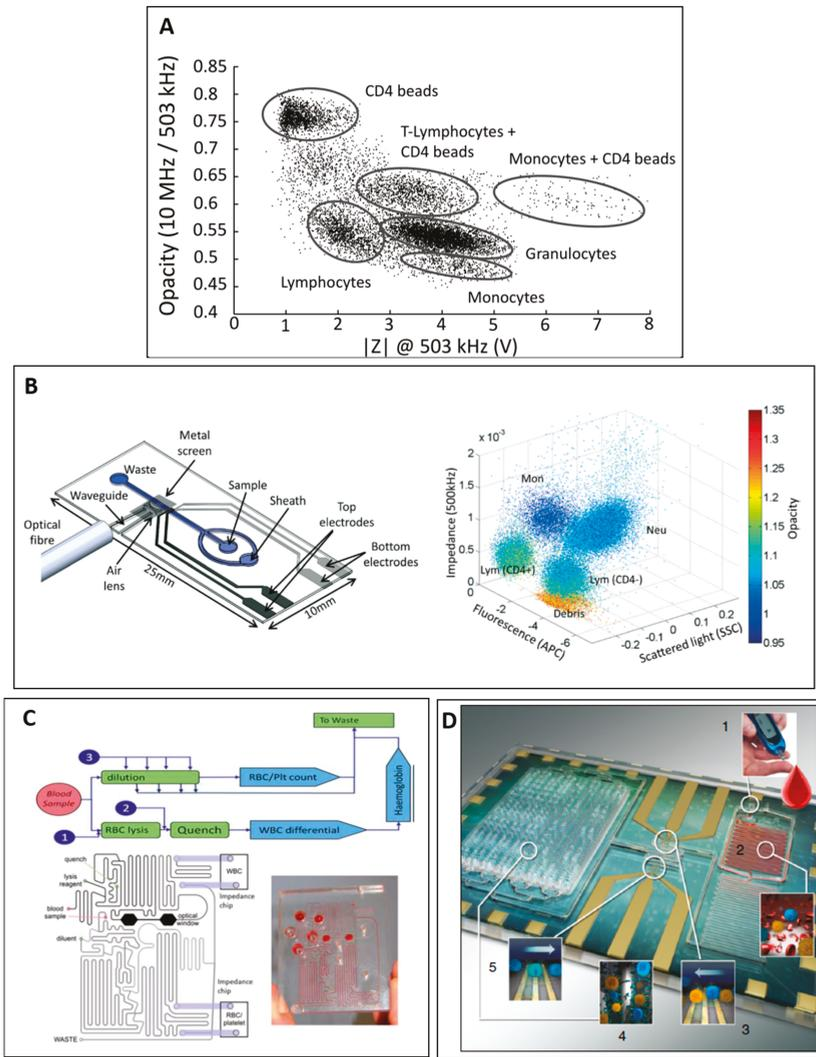 A
Opacity (10 MHz / 503 kHz)
0.85
0.8
0.75
0.7
0.65
0.6
0.55
0.5
0.45
0.4
0 1 2 3 4 5 6 7 8
|Z| @ 503 kHz (V)
CD4 beads
T-Lymphocytes +
CD4 beads
Monocytes + CD4 beads
Granulocytes
Lymphocytes
Monocytes
B
Metal
screen
Waste
Waveguide
Sample
Sheath
Top
electrodes
Bottom
electrodes
Optical
fibre
Air
lens
25mm
10mm
x 10-3
2
1.5
1
0.5
0
Impedance (500kHz)
0
-2
-4
-6
Fluorescence (APC)
-0.2 -0.1 0 0.1 0.2
Scattered light (SSC)
Mon
Neu
Lym (CD4+)
Lym (CD4-)
Debris
1.35
1.3
1.25
1.2
1.15
1.1
1.05
1
0.95
Opacity
C
To Waste
3
dilution
RBC/Plt count
Haemoglobin
Blood
Sample
2
1
RBC lysis
Quench
WBC differential
quench
lysis
reagent
blood
sample
diluent
optical
window
WBC
Impedance
chip
Impedance
chip
RBC/
platelet
WASTE
D
1
2
5
4
3